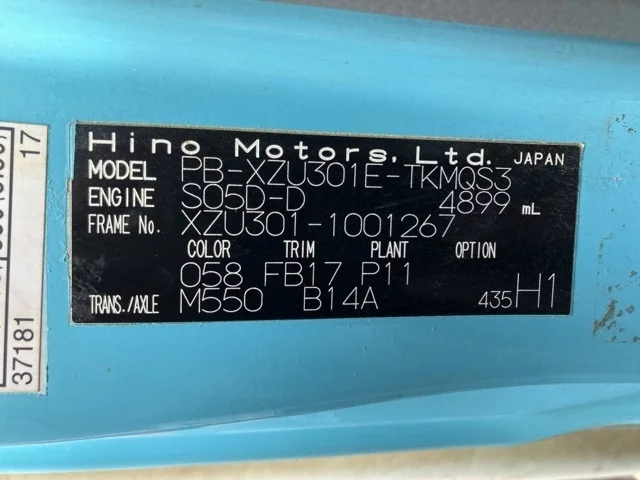 Hino Motors, Ltd. JAPAN
MODEL PB-XZU301E-TKMQS3
ENGINE S05D-D 4899 mL
FRAME No. XZU301-1001267
COLOR TRIM PLANT OPTION
058 FB17 P11
TRANS./AXLE M550 B14A 435 H1
37181 17